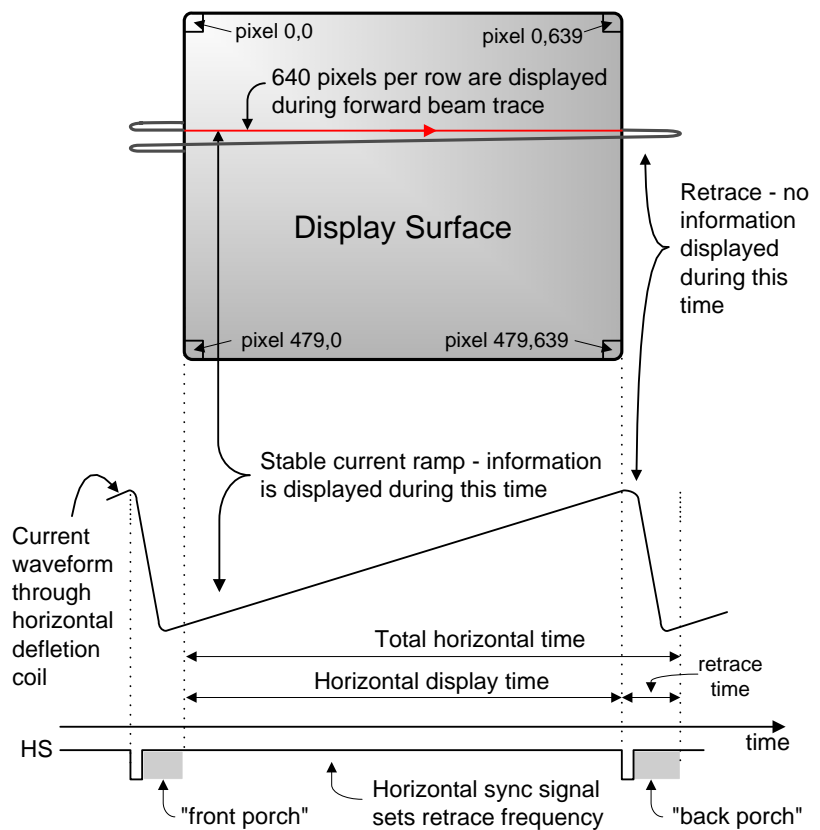 pixel 0,0
pixel 0,639
640 pixels per row are displayed
during forward beam trace
Display Surface
Retrace - no
information
displayed
during this
time
pixel 479,0
pixel 479,639
Stable current ramp - information
is displayed during this time
Current
waveform
through
horizontal
defletion
coil
Total horizontal time
Horizontal display time
retrace
time
time
HS
"front porch"
Horizontal sync signal
sets retrace frequency
"back porch"